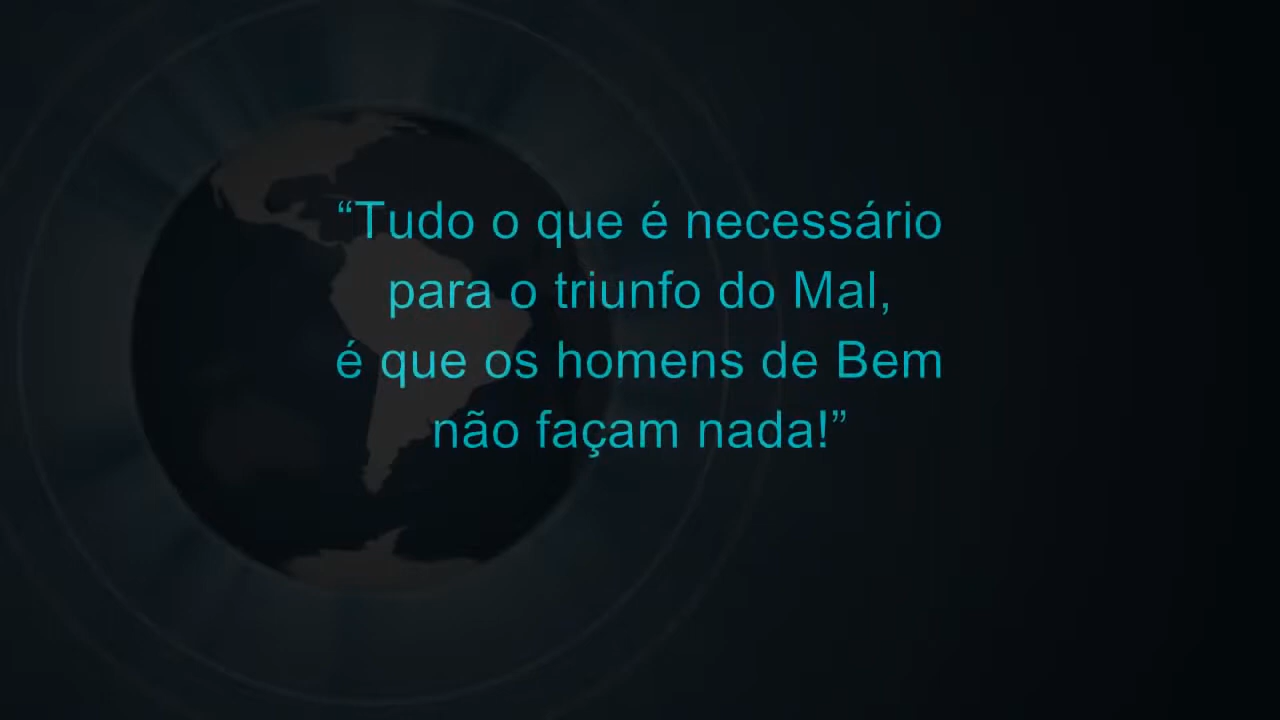 “Tudo o que é necessário
para o triunfo do Mal,
é que os homens de Bem
não façam nada!”